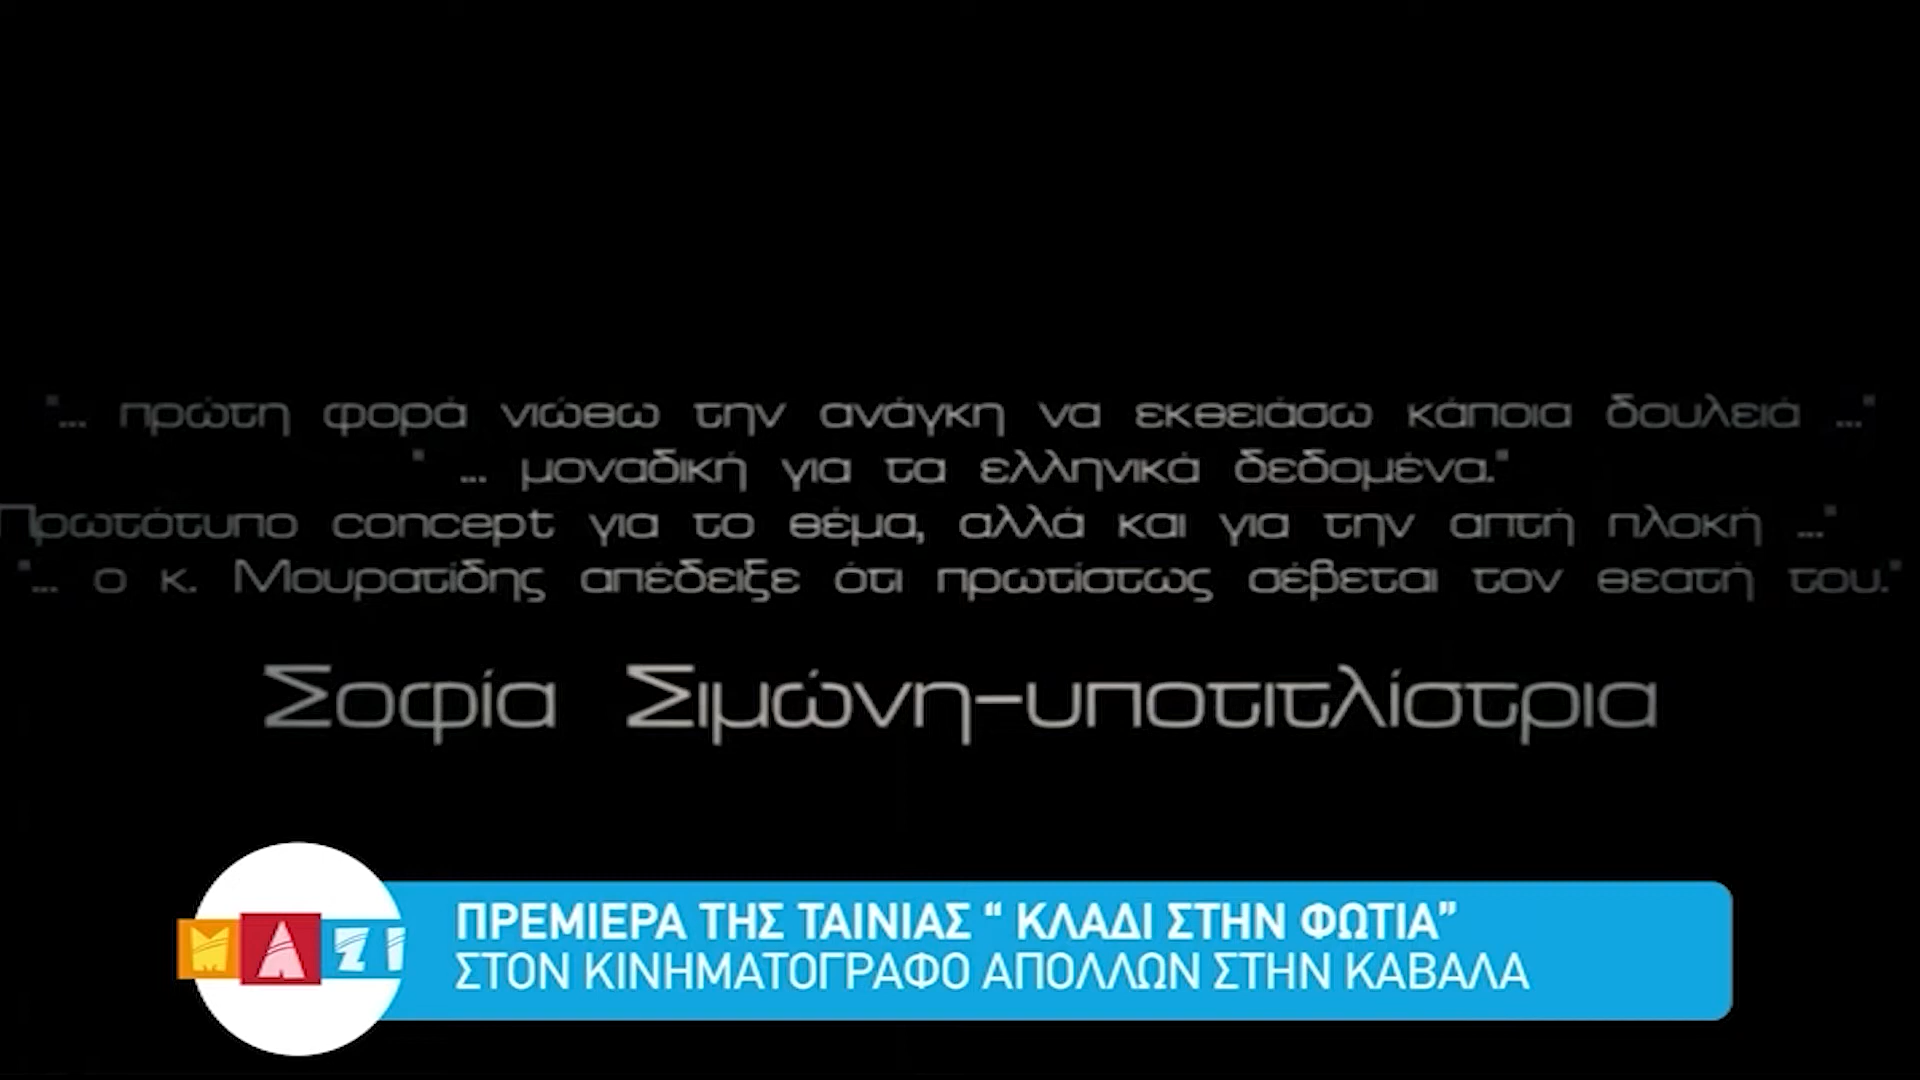 "... πρώτη φορά νιώθω την ανάγκη να εκθειάσω κάποια δουλειά ..."
" ... μοναδική για τα ελληνικά δεδομένα."
Πρωτότυπο concept για το θέμα, αλλά και για την απτή πλοκή ..."
"... ο κ. Μουρατίδης απέδειξε ότι πρωτίστως σέβεται τον θεατή του."
Σοφία Σιμώνη-υποτιτλίστρια
MAZI
ΠΡΕΜΙΕΡΑ ΤΗΣ ΤΑΙΝΙΑΣ “ ΚΛΑΔΙ ΣΤΗΝ ΦΩΤΙΑ”
ΣΤΟΝ ΚΙΝΗΜΑΤΟΓΡΑΦΟ ΑΠΟΛΛΩΝ ΣΤΗΝ ΚΑΒΑΛΑ